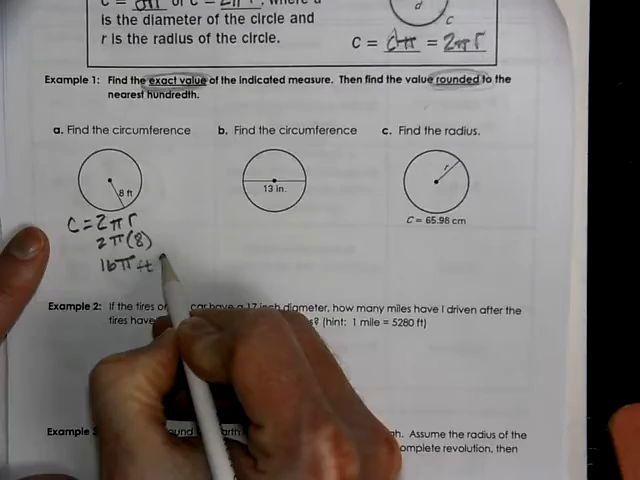 C = dπ or C = 2πr, where d
is the diameter of the circle and
r is the radius of the circle.
d
C
C = dπ = 2πr
Example 1: Find the exact value of the indicated measure. Then find the value rounded to the
nearest hundredth.
a. Find the circumference
b. Find the circumference
c. Find the radius.
8 ft
13 in.
r
C = 65.98 cm
C = 2πr
2π(8)
16π ft
Example 2: If the tires o car have a 17 inch diameter, how many miles have I driven after the
tires have ? (hint: 1 mile = 5280 ft)
Example Assume the radius of the
omplete revolution, then